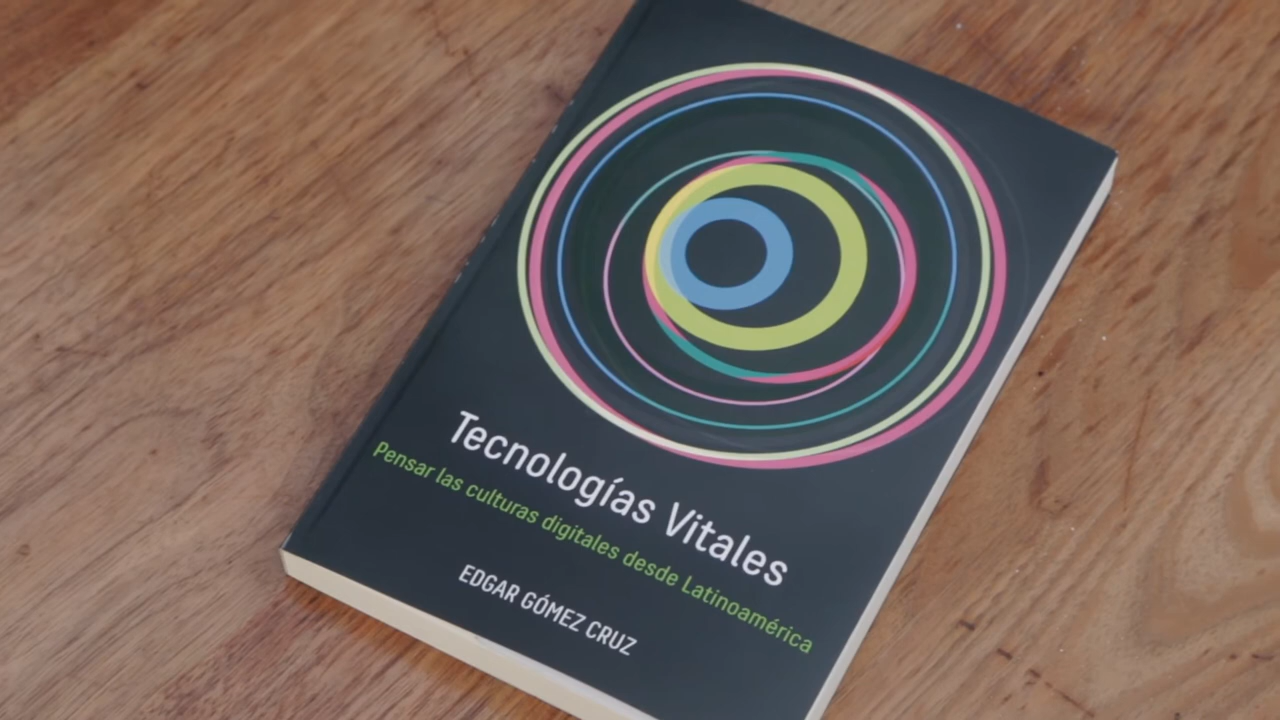 Tecnologías Vitales
Pensar las culturas digitales desde Latinoamérica
EDGAR GÓMEZ CRUZ